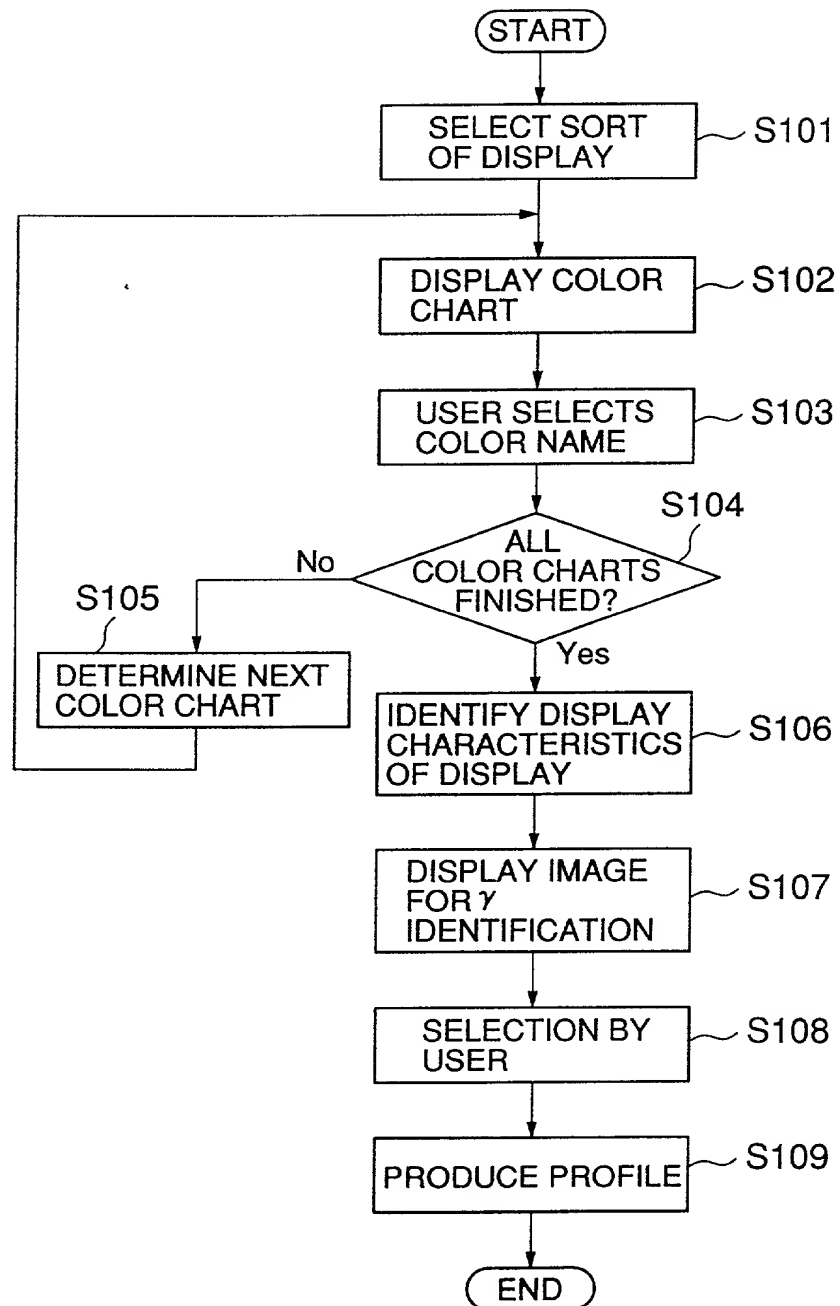 START
SELECT SORT
OF DISPLAY
S101
DISPLAY COLOR
CHART
S102
USER SELECTS
COLOR NAME
S103
S104
ALL
COLOR CHARTS
FINISHED?
No
Yes
S105
DETERMINE NEXT
COLOR CHART
IDENTIFY DISPLAY
CHARACTERISTICS
OF DISPLAY
S106
DISPLAY IMAGE
FOR γ
IDENTIFICATION
S107
SELECTION BY
USER
S108
PRODUCE PROFILE
S109
END